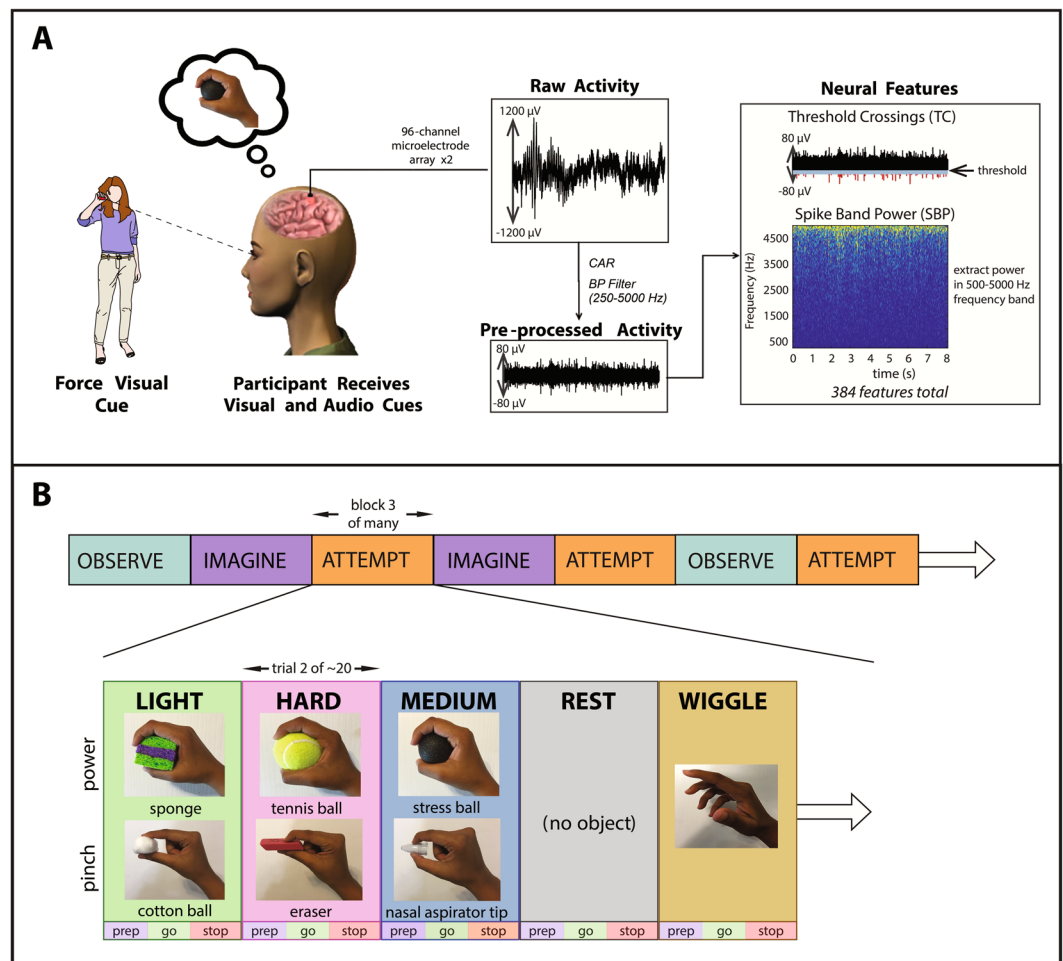 A
Force Visual
Cue
Participant Receives
Visual and Audio Cues
96-channel
microelectrode
array x2
Raw Activity
1200 µV
-1200 µV
CAR
BP Filter
(250-5000 Hz)
Pre-processed Activity
80 µV
-80 µV
Neural Features
Threshold Crossings (TC)
80 µV
-80 µV
threshold
Spike Band Power (SBP)
Frequency (Hz)
4500
3500
2500
1500
500
0 1 2 3 4 5 6 7 8
time (s)
extract power
in 500-5000 Hz
frequency band
384 features total
B
block 3
of many
OBSERVE IMAGINE ATTEMPT IMAGINE ATTEMPT OBSERVE ATTEMPT
trial 2 of ~20
LIGHT HARD MEDIUM REST WIGGLE
power
sponge tennis ball stress ball
(no object)
pinch
cotton ball eraser nasal aspirator tip
prep go stop prep go stop prep go stop prep go stop prep go stop